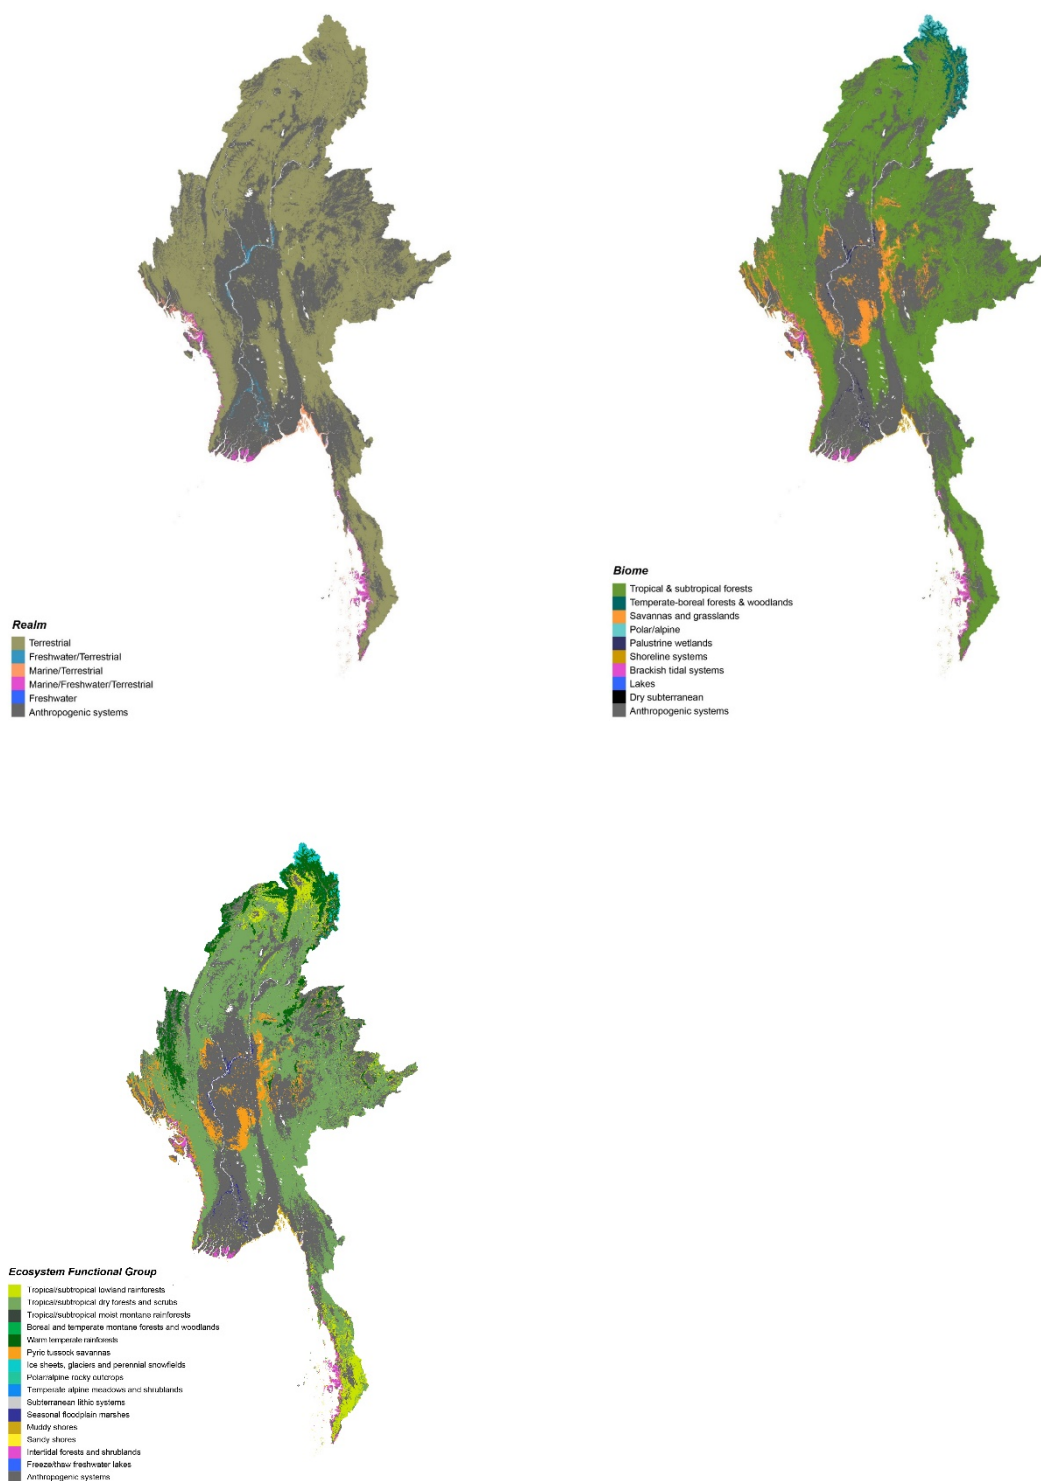 Realm
Terrestrial
Freshwater/Terrestrial
Marine/Terrestrial
Marine/Freshwater/Terrestrial
Freshwater
Anthropogenic systems
Biome
Tropical & subtropical forests
Temperate-boreal forests & woodlands
Savannas and grasslands
Polar/alpine
Palustrine wetlands
Shoreline systems
Brackish tidal systems
Lakes
Dry subterranean
Anthropogenic systems
Ecosystem Functional Group
Tropical/subtropical lowland rainforests
Tropical/subtropical dry forests and scrubs
Tropical/subtropical moist montane rainforests
Boreal and temperate montane forests and woodlands
Warm temperate rainforests
Pyric tussock savannas
Ice sheets, glaciers and perennial snowfields
Polar/alpine rocky outcrops
Temperate alpine meadows and shrublands
Subterranean lithic systems
Seasonal floodplain marshes
Muddy shores
Sandy shores
Intertidal forests and shrublands
Freeze/thaw freshwater lakes
Anthropogenic systems